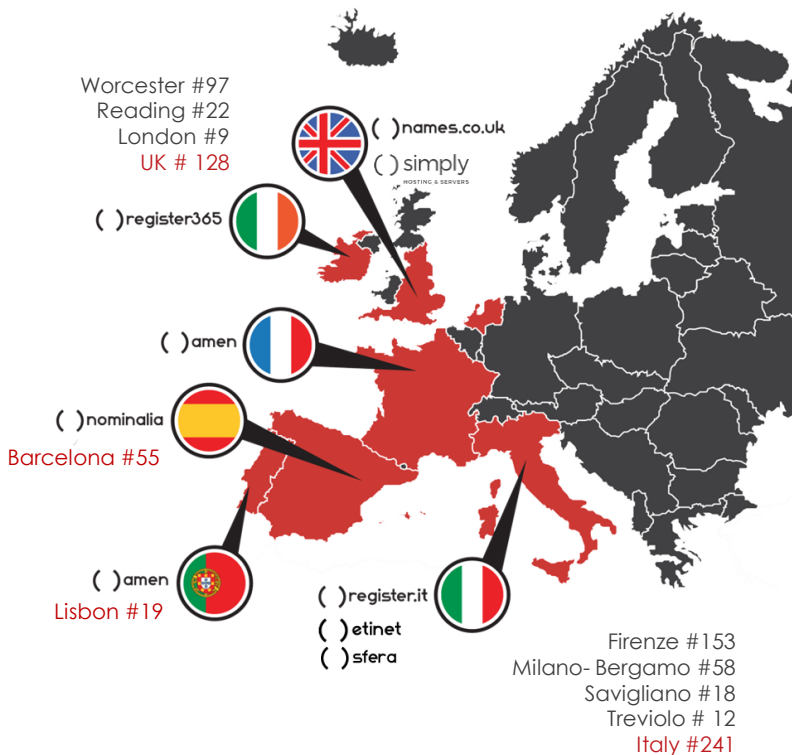 Worcester #97
Reading #22
London #9
UK # 128
( ) names.co.uk
( ) simply
HOSTING & SERVERS
( ) register365
( ) amen
( ) nominalia
Barcelona #55
( ) amen
Lisbon #19
( ) register.it
( ) etinet
( ) sfera
Firenze #153
Milano- Bergamo #58
Savigliano #18
Treviolo # 12
Italy #241